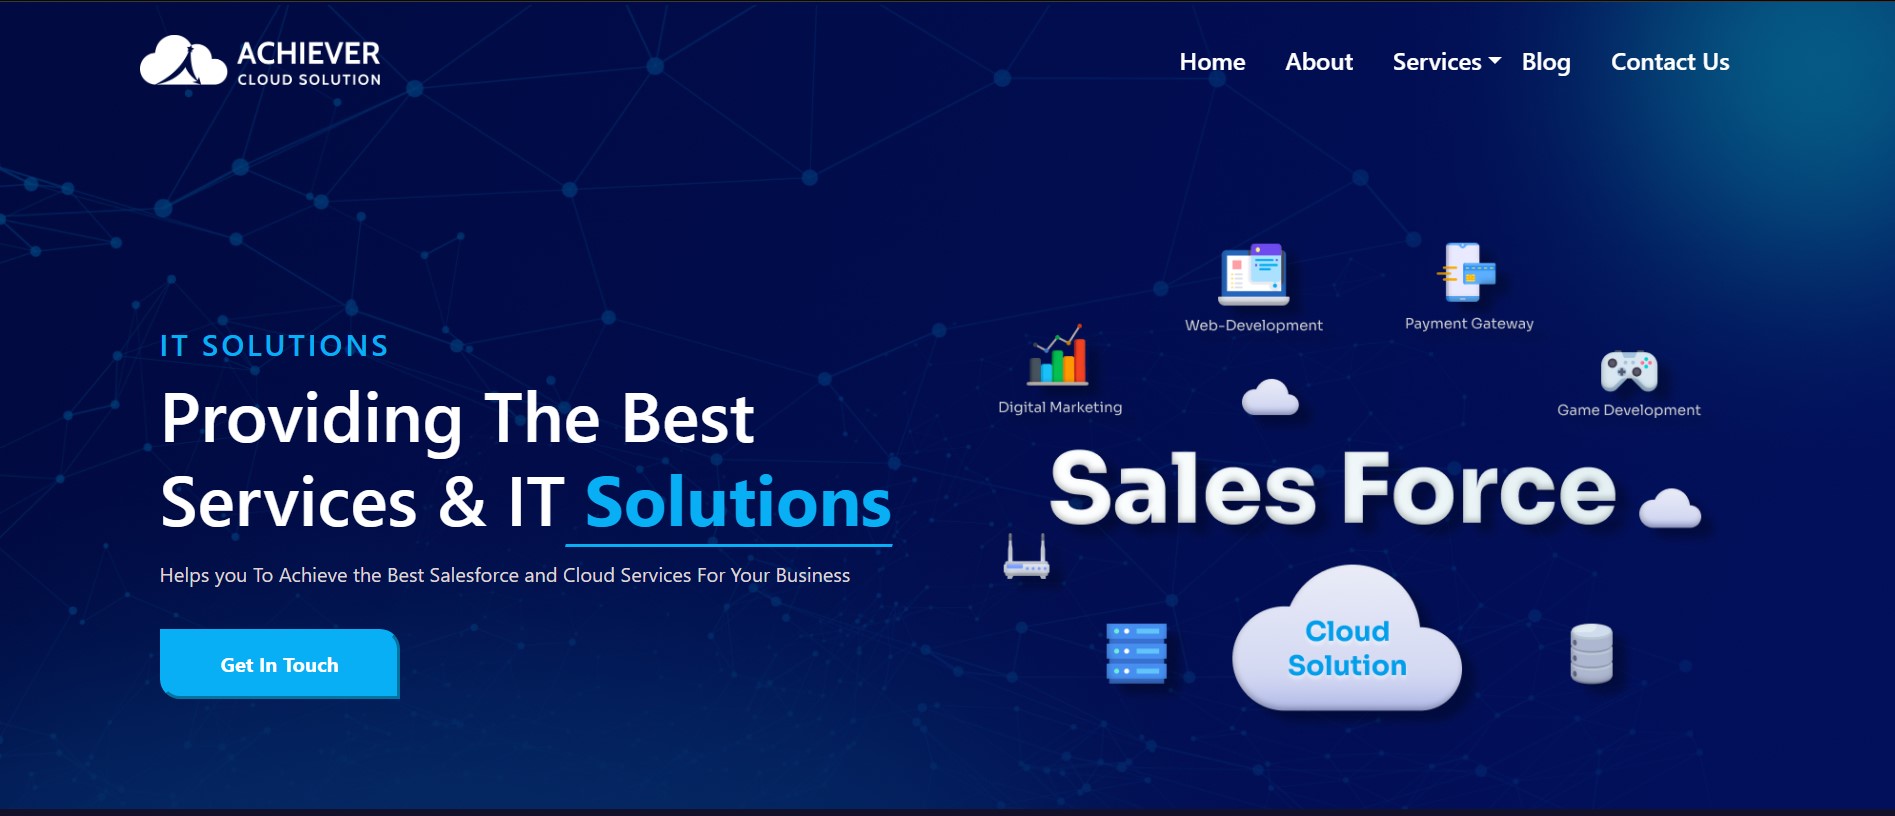 ACHIEVER
CLOUD SOLUTION
Home About Services Blog Contact Us
IT SOLUTIONS
Providing The Best
Services & IT Solutions
Helps you To Achieve the Best Salesforce and Cloud Services For Your Business
Get In Touch
Web-Development
Payment Gateway
Digital Marketing
Game Development
Sales Force
Cloud
Solution